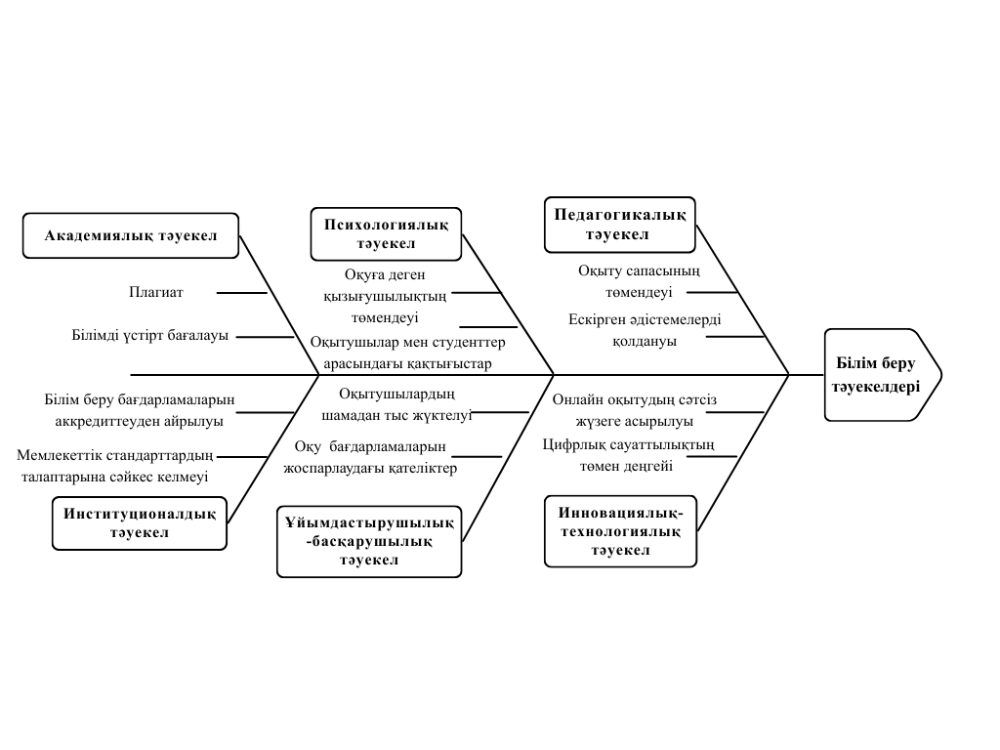 Академиялық тәуекел
Плагиат
Білімді үстірт бағалауы
Психологиялық
тәуекел
Оқуға деген
қызығушылықтың
төмендеуі
Оқытушылар мен студенттер
арасындағы қақтығыстар
Педагогикалық
тәуекел
Оқыту сапасының
төмендеуі
Ескірген әдістемелерді
қолдануы
Білім беру
тәуекелдері
Білім беру бағдарламаларын
аккредиттеуден айрылуы
Мемлекеттік стандарттардың
талаптарына сәйкес келмеуі
Институционалдық
тәуекел
Оқытушылардың
шамадан тыс жүктелуі
Оқу бағдарламаларын
жоспарлаудағы қателіктер
Ұйымдастырушылық
-басқарушылық
тәуекел
Онлайн оқытудың сәтсіз
жүзеге асырылуы
Цифрлық сауаттылықтың
төмен деңгейі
Инновациялық-
технологиялық
тәуекел